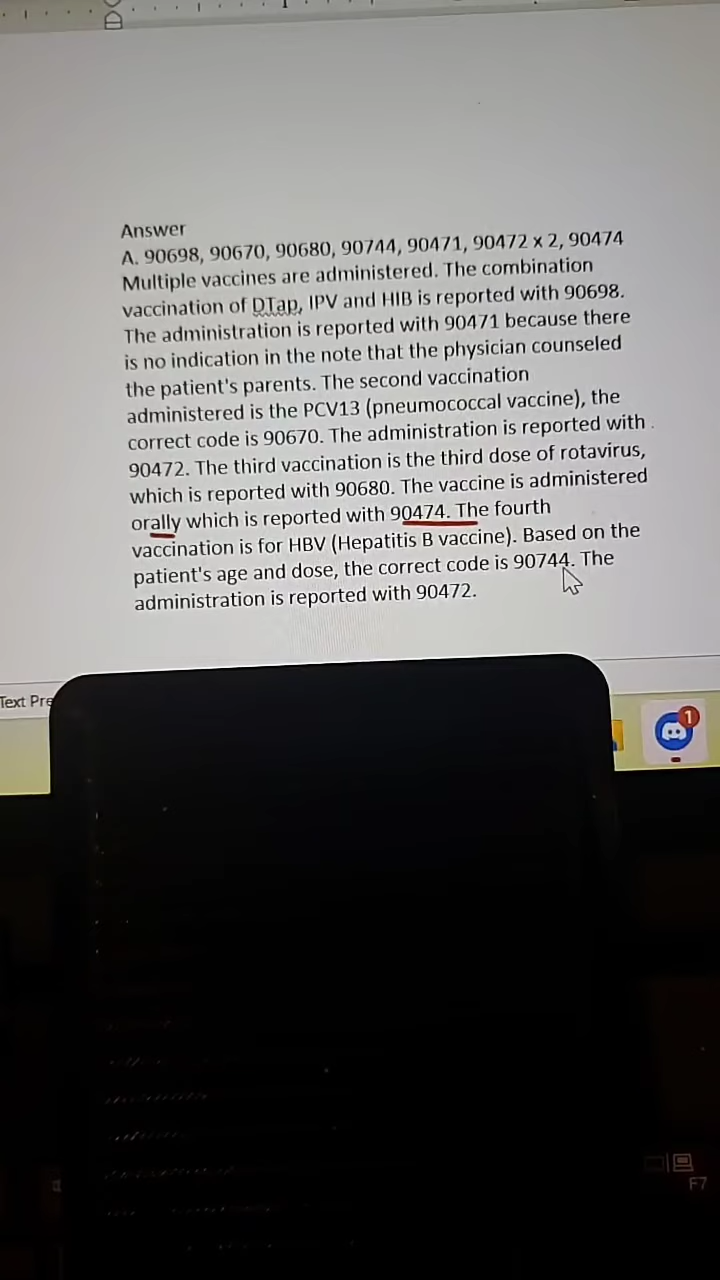 Answer
A. 90698, 90670, 90680, 90744, 90471, 90472 x 2, 90474
Multiple vaccines are administered. The combination
vaccination of DTap, IPV and HIB is reported with 90698.
The administration is reported with 90471 because there
is no indication in the note that the physician counseled
the patient's parents. The second vaccination
administered is the PCV13 (pneumococcal vaccine), the
correct code is 90670. The administration is reported with
90472. The third vaccination is the third dose of rotavirus,
which is reported with 90680. The vaccine is administered
orally which is reported with 90474. The fourth
vaccination is for HBV (Hepatitis B vaccine). Based on the
patient's age and dose, the correct code is 90744. The
administration is reported with 90472.
Text Pre
1
F7